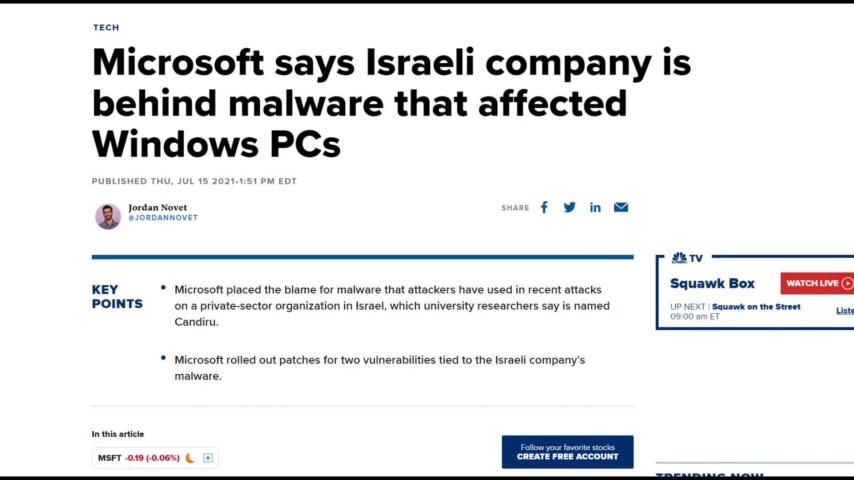 TECH
Microsoft says Israeli company is
behind malware that affected
Windows PCs
PUBLISHED THU, JUL 15 2021•1:51 PM EDT
Jordan Novet
@JORDANNOVET
SHARE
KEY
POINTS
• Microsoft placed the blame for malware that attackers have used in recent attacks
on a private-sector organization in Israel, which university researchers say is named
Candiru.
• Microsoft rolled out patches for two vulnerabilities tied to the Israeli company's
malware.
In this article
MSFT -0.19 (-0.06%)
Follow your favorite stocks
CREATE FREE ACCOUNT
CNBC TV
Squawk Box
WATCH LIVE
UP NEXT | Squawk on the Street
09:00 am ET
Liste
TRENDING NOW